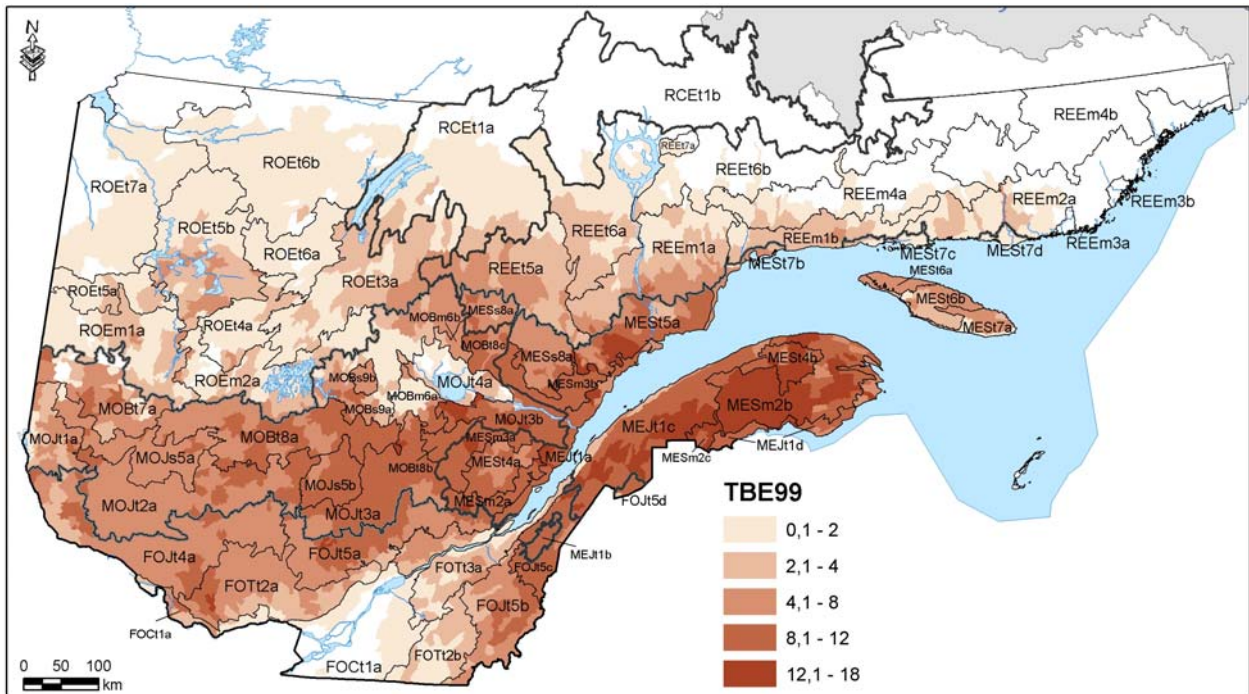 N
RCEt1b
RCEt1a
REEm4b
REEt7a
ROEt6b
REEt6b
ROEt7a
REEm4a
REEm2a
REEm3b
ROEt5b
REEt6a
REEm1a
REEm1b
REEm3a
ROEt6a
MESt7b
MESt7c
MESt7d
REEt5a
ROEt3a
MESt6a
ROEt5a
MESt6b
ROEm1a
ROEt4a
MOBm6b
MESs8a
MESt5a
MESt7a
MOBt8c
MESs8a
MESt4b
ROEm2a
MOBs9b
MESm3b
MOJt4a
MOBm6a
MESm2b
MOBt7a
MOBs9a
MOJt3b
MEJt1c
MOJt1a
MOBt8a
MESm3a
MEJt1d
MOJs5a
MEJt1a
MESm2c
MOBt8b
MESt4a
MOJs5b
FOJt5d
TBE99
MOJt2a
MESm2a
MOJt3a
0,1 - 2
MEJt1b
FOJt4a
FOJt5a
2,1 - 4
FOTt3a
FOJt5c
FOTt2a
4,1 - 8
FOJt5b
FOCt1a
8,1 - 12
FOTt2b
FOCt1a
12,1 - 18
0 50 100
km